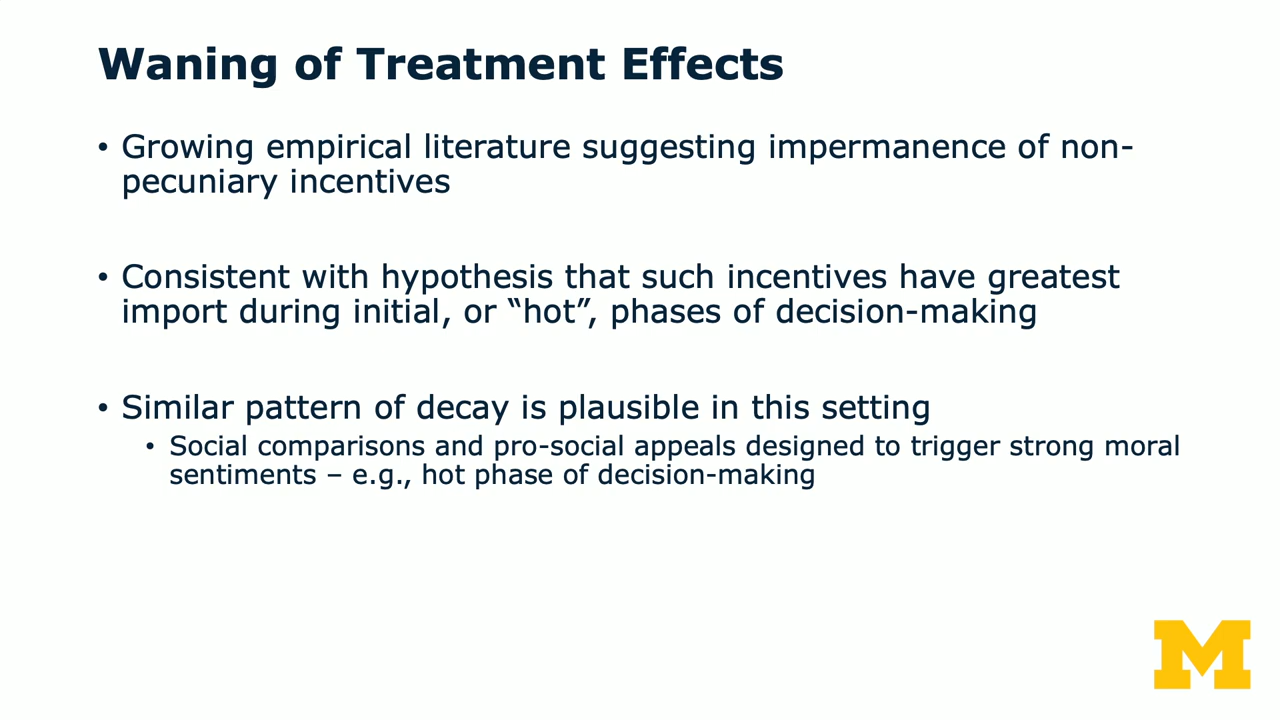 Waning of Treatment Effects
• Growing empirical literature suggesting impermanence of non-
pecuniary incentives
• Consistent with hypothesis that such incentives have greatest
import during initial, or “hot”, phases of decision-making
• Similar pattern of decay is plausible in this setting
• Social comparisons and pro-social appeals designed to trigger strong moral
sentiments – e.g., hot phase of decision-making
M